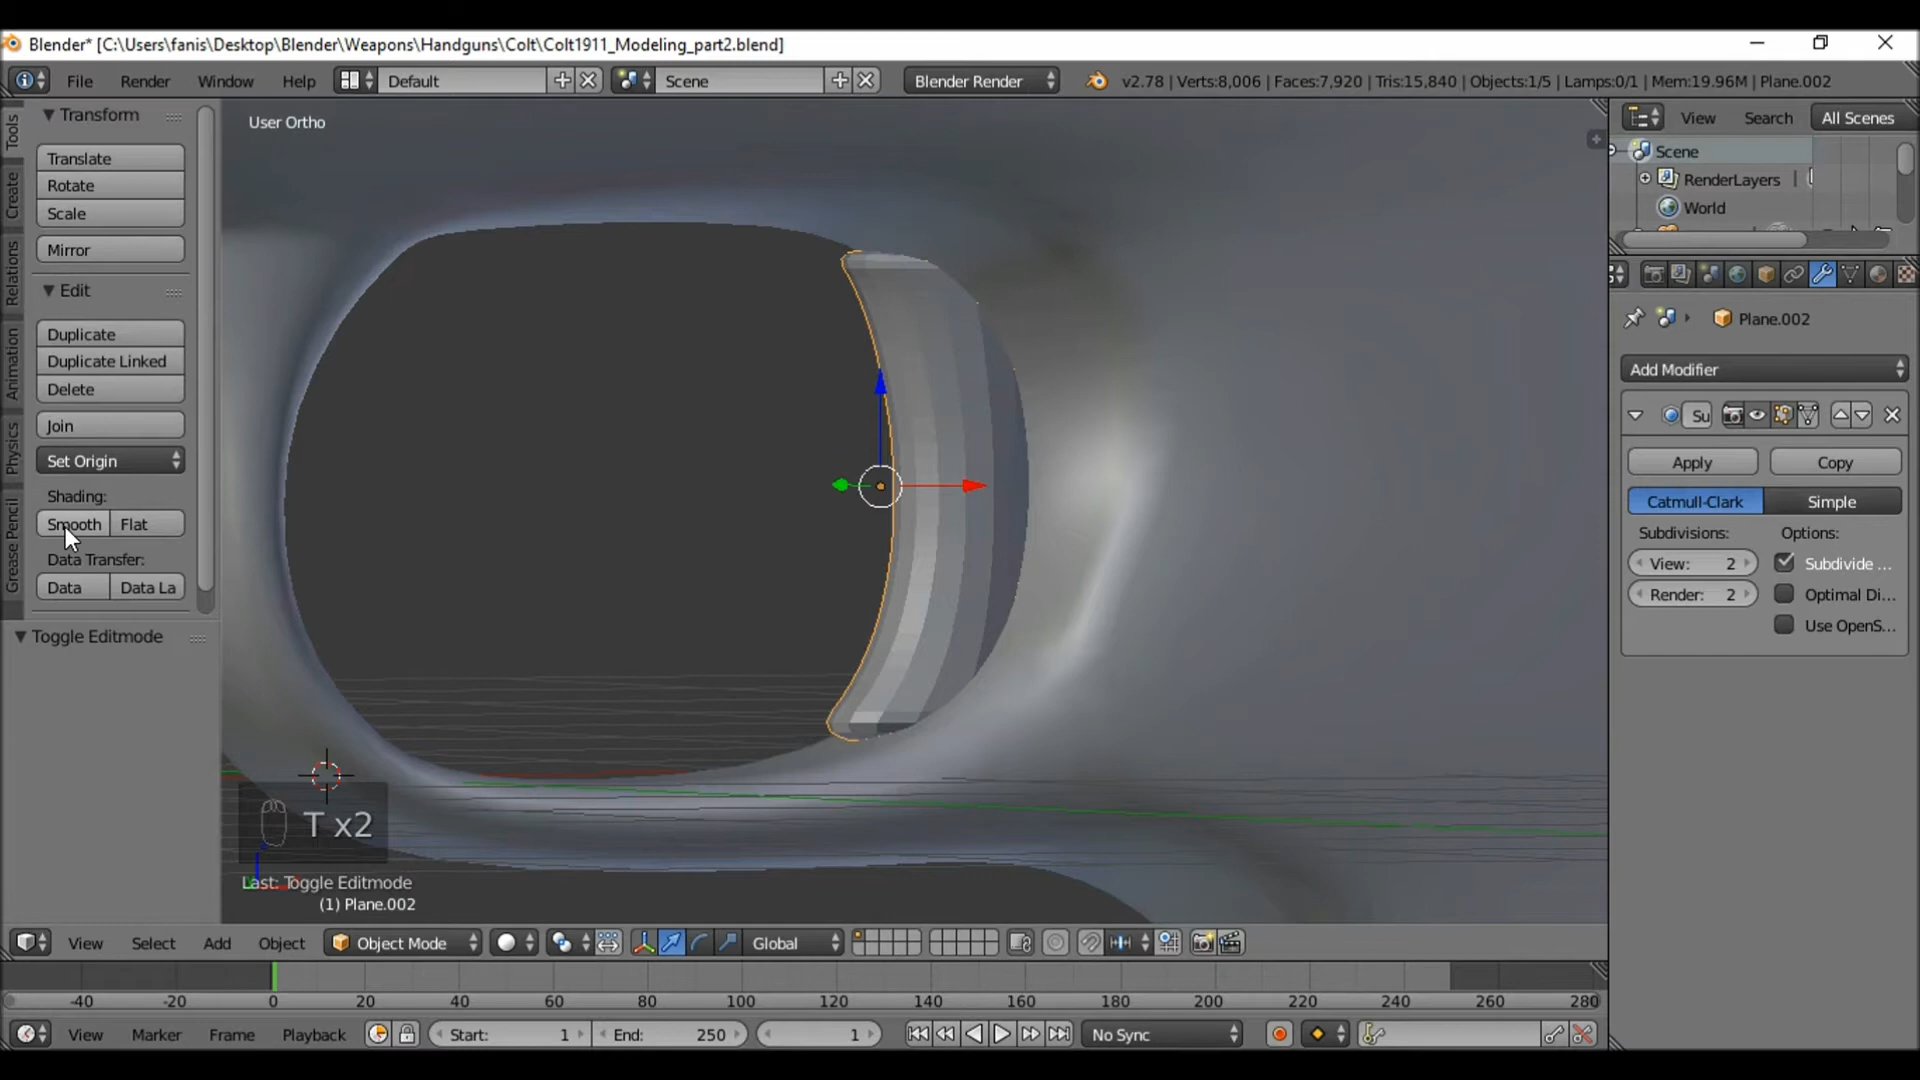 Blender* [C:\Users\fanis\Desktop\Blender\Weapons\Handguns\Colt\Colt1911_Modeling_part2.blend]
File Render Window Help Default Scene Blender Render v2.78 | Verts:8,006 | Faces:7,920 | Tris:15,840 | Objects:1/5 | Lamps:0/1 | Mem:19.96M | Plane.002
Tools
Create
Relations
Animation
Physics
Grease Pencil
Transform
Translate
Rotate
Scale
Mirror
Edit
Duplicate
Duplicate Linked
Delete
Join
Set Origin
Shading:
Smooth Flat
Data Transfer:
Data Data La
Toggle Editmode
User Ortho
T x2
Last: Toggle Editmode
(1) Plane.002
View Search All Scenes
Scene
RenderLayers |
World
Plane.002
Add Modifier
Su
Apply Copy
Catmull-Clark Simple
Subdivisions: Options:
View: 2 Subdivide ...
Render: 2 Optimal Di...
Use OpenS...
View Select Add Object Object Mode Global
-40 -20 0 20 40 60 80 100 120 140 160 180 200 220 240 260 280
View Marker Frame Playback Start: 1 End: 250 1 No Sync